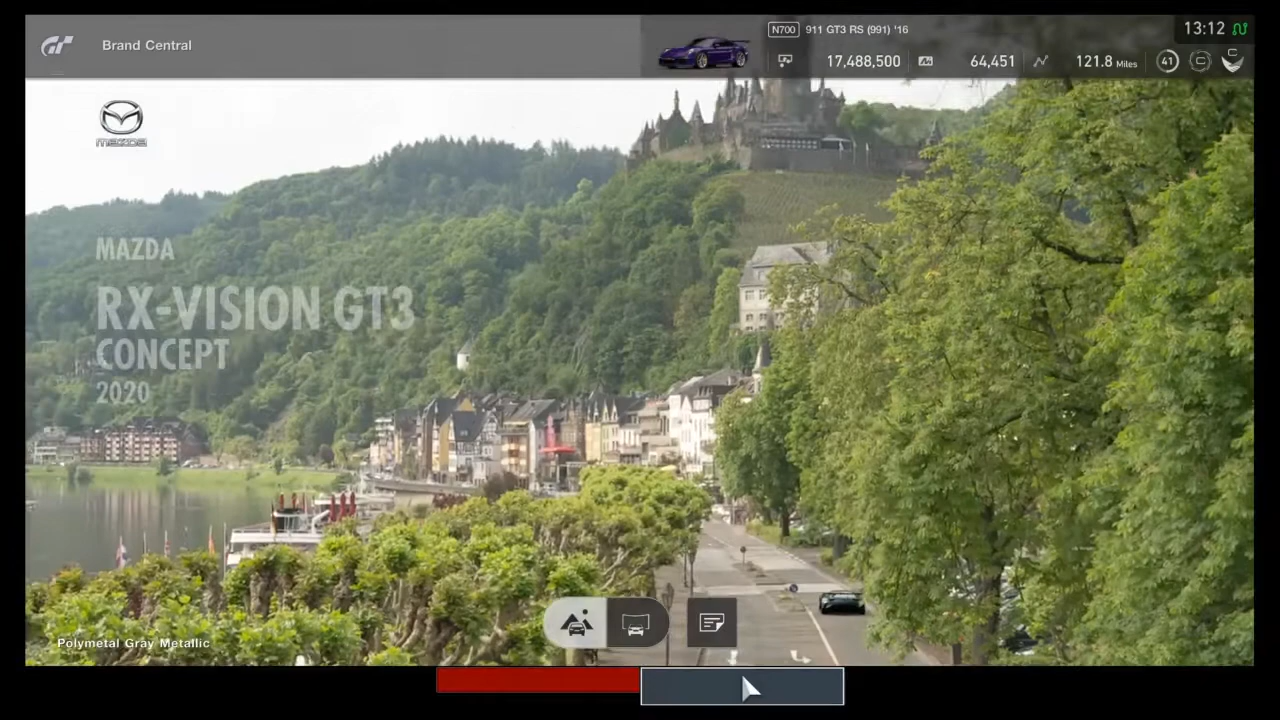 GT
Brand Central
N700 911 GT3 RS (991) '16
17,488,500 64,451 121.8 Miles 41 C C
13:12
mazda
MAZDA
RX-VISION GT3
CONCEPT
2020
Polymetal Gray Metallic